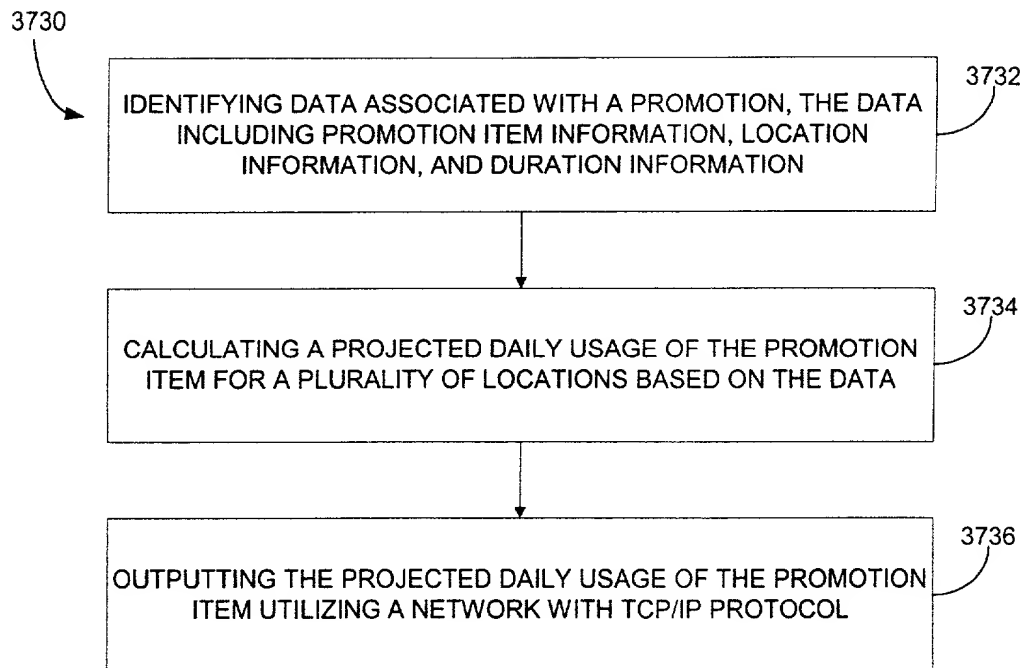 3730
3732
IDENTIFYING DATA ASSOCIATED WITH A PROMOTION, THE DATA
INCLUDING PROMOTION ITEM INFORMATION, LOCATION
INFORMATION, AND DURATION INFORMATION
3734
CALCULATING A PROJECTED DAILY USAGE OF THE PROMOTION
ITEM FOR A PLURALITY OF LOCATIONS BASED ON THE DATA
3736
OUTPUTTING THE PROJECTED DAILY USAGE OF THE PROMOTION
ITEM UTILIZING A NETWORK WITH TCP/IP PROTOCOL